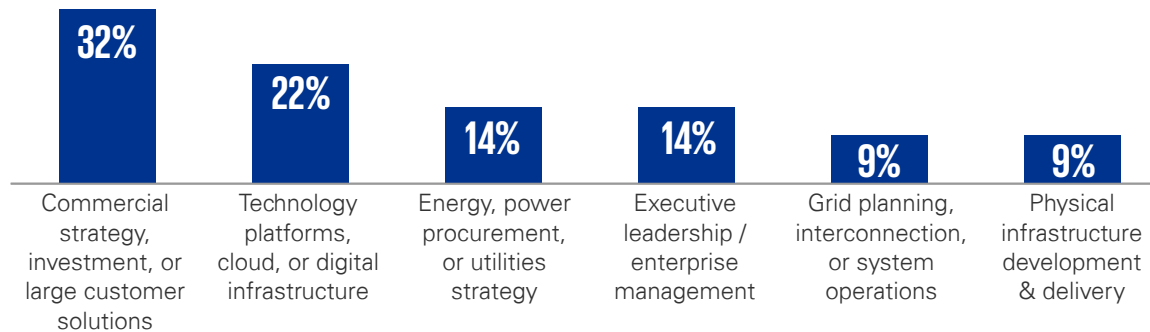 32%
22%
14%
14%
9%
9%
Commercial
strategy,
investment, or
large customer
solutions
Technology
platforms,
cloud, or digital
infrastructure
Energy, power
procurement,
or utilities
strategy
Executive
leadership /
enterprise
management
Grid planning,
interconnection,
or system
operations
Physical
infrastructure
development
& delivery